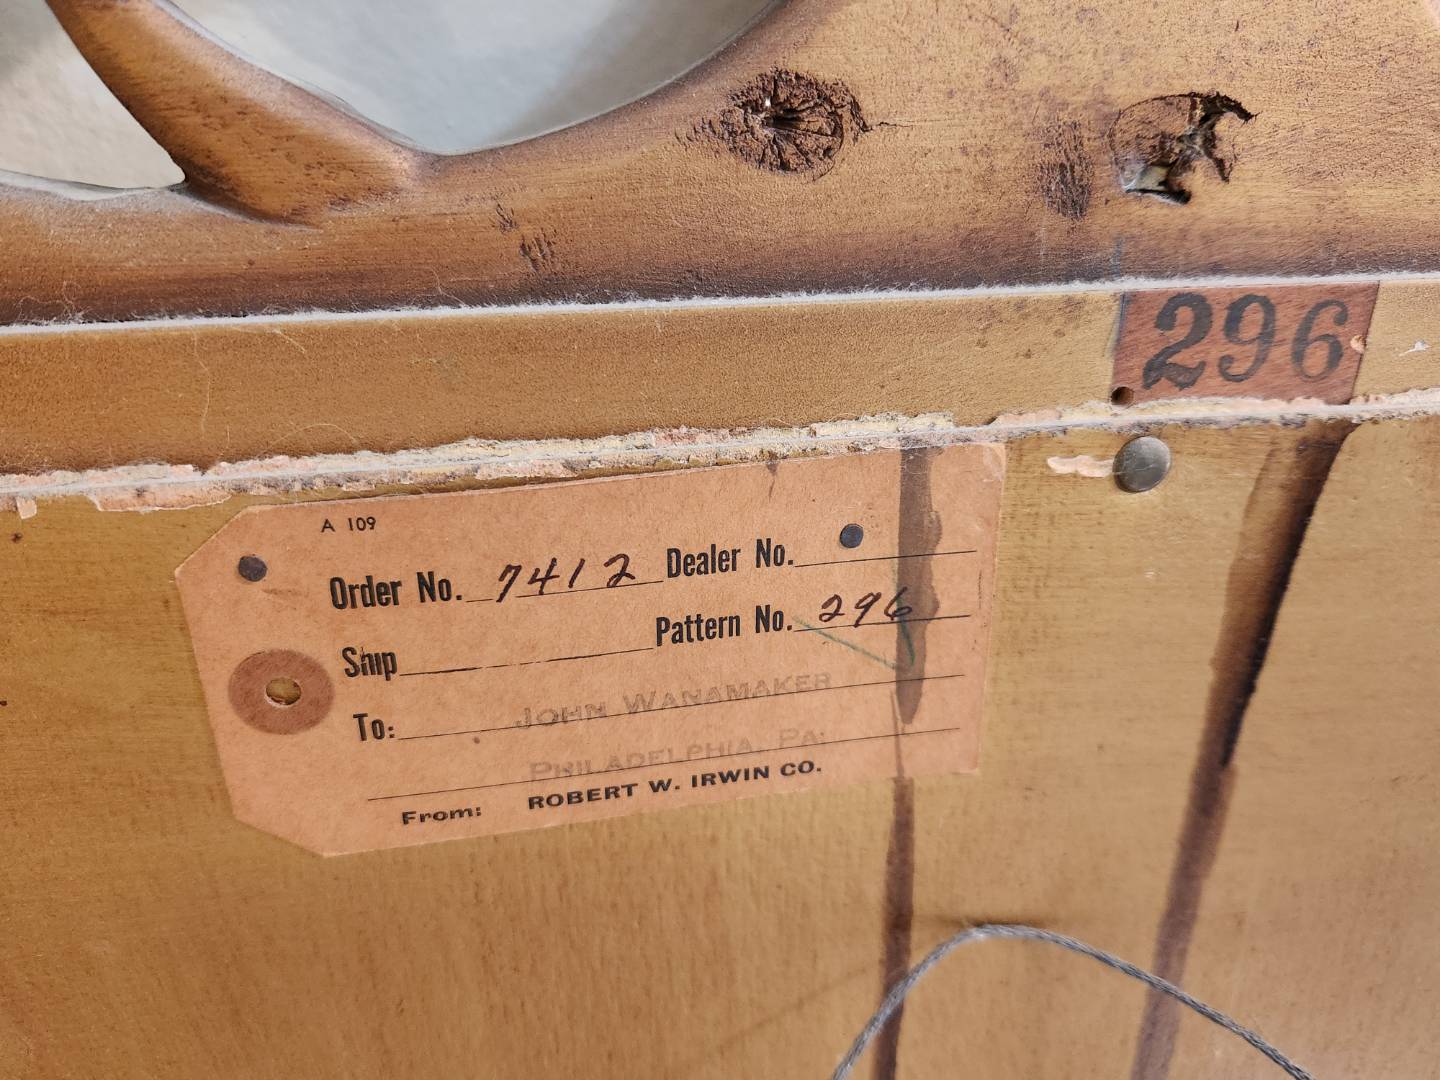 296
A 109
Order No. 7412 Dealer No.
Ship Pattern No. 296
To: JOHN WANAMAKER
PHILADELPHIA, PA.
From: ROBERT W. IRWIN CO.